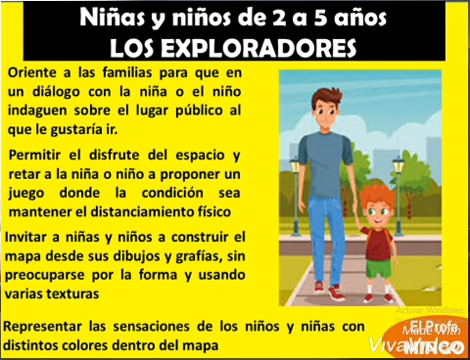 Niñas y niños de 2 a 5 años
LOS EXPLORADORES
Oriente a las familias para que en
un diálogo con la niña o el niño
indaguen sobre el lugar público al
que le gustaría ir.
Permitir el disfrute del espacio y
retar a la niña o niño a proponer un
juego donde la condición sea
mantener el distanciamiento físico
Invitar a niñas y niños a construir el
mapa desde sus dibujos y grafías, sin
preocuparse por la forma y usando
varias texturas
Representar las sensaciones de los niños y niñas con
distintos colores dentro del mapa
Activar Windows
El Profe
MINGO
Made With
VivaVideo